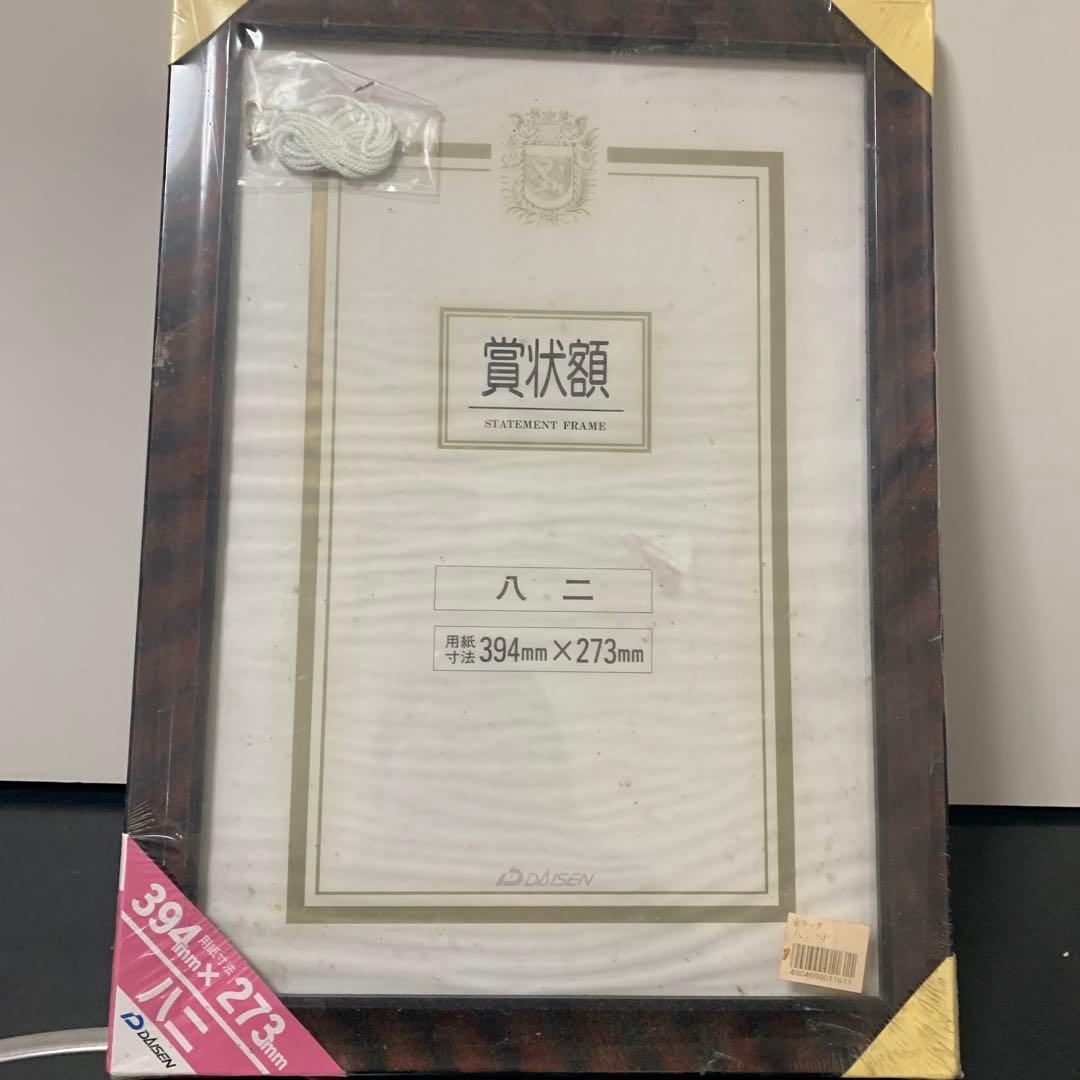 賞状額
STATEMENT FRAME
八 二
用紙寸法 394mm×273mm
DAISEN
394mm×273mm
用紙寸法
八二
DAISEN
4904690011611